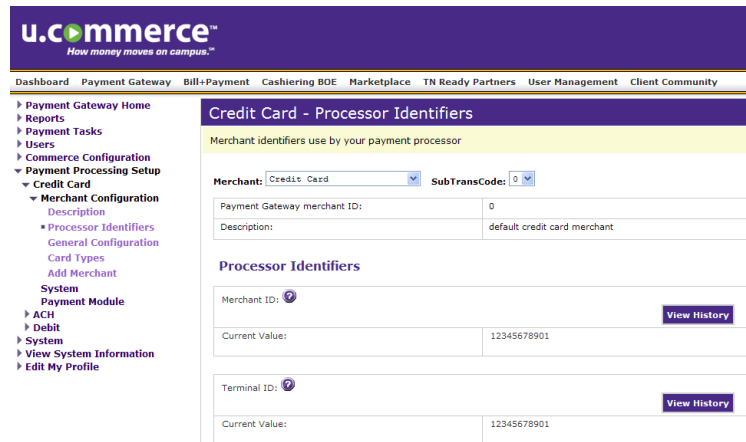 u.commerce™
How money moves on campus.℠
Dashboard Payment Gateway Bill+Payment Cashiering BOE Marketplace TN Ready Partners User Management Client Community
Payment Gateway Home
Reports
Payment Tasks
Users
Commerce Configuration
Payment Processing Setup
Credit Card
Merchant Configuration
Description
Processor Identifiers
General Configuration
Card Types
Add Merchant
System
Payment Module
ACH
Debit
System
View System Information
Edit My Profile
Credit Card - Processor Identifiers
Merchant identifiers use by your payment processor
Merchant: Credit Card SubTransCode: 0
Payment Gateway merchant ID: 0
Description: default credit card merchant
Processor Identifiers
Merchant ID: ?
View History
Current Value: 12345678901
Terminal ID: ?
View History
Current Value: 12345678901